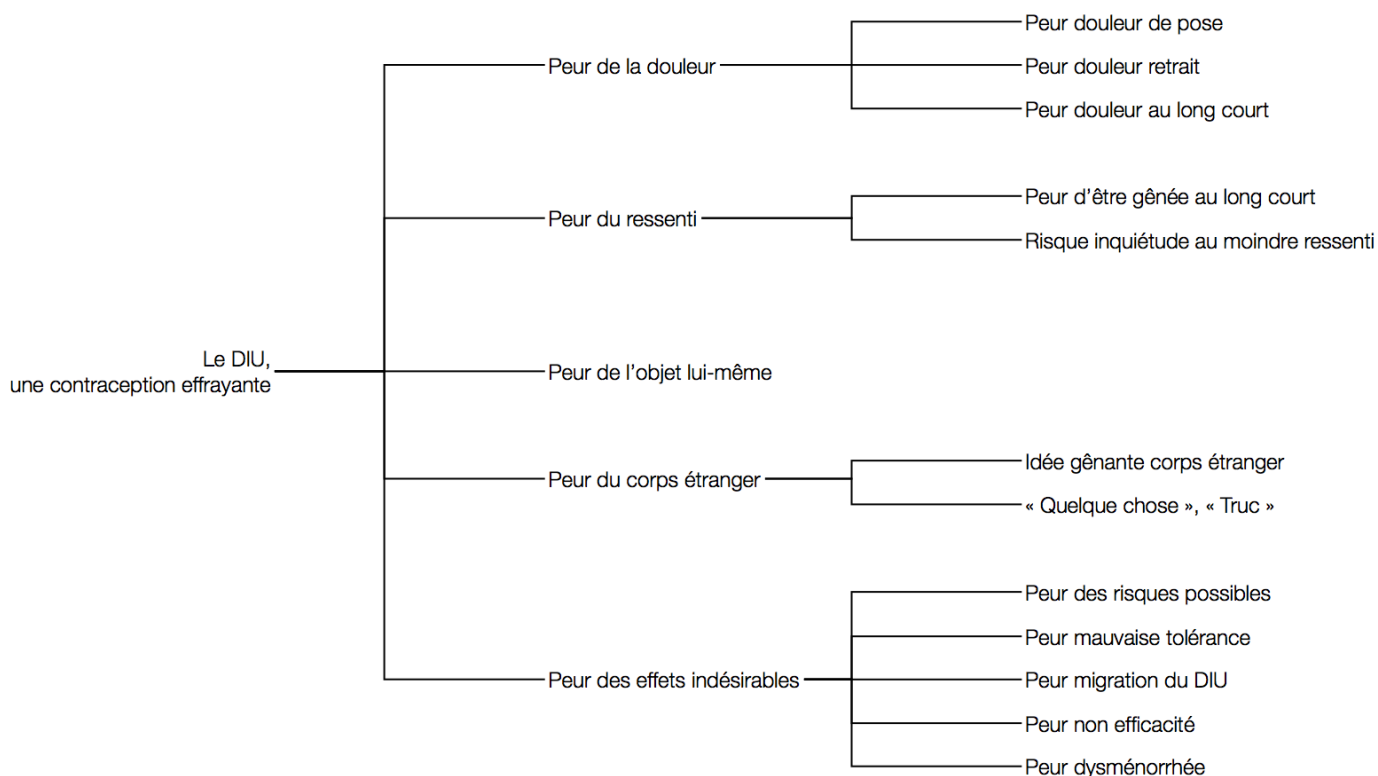 Le DIU,
une contraception effrayante
Peur de la douleur
Peur douleur de pose
Peur douleur retrait
Peur douleur au long court
Peur du ressenti
Peur d’être gênée au long court
Risque inquiétude au moindre ressenti
Peur de l’objet lui-même
Peur du corps étranger
Idée gênante corps étranger
« Quelque chose », « Truc »
Peur des effets indésirables
Peur des risques possibles
Peur mauvaise tolérance
Peur migration du DIU
Peur non efficacité
Peur dysménorrhée